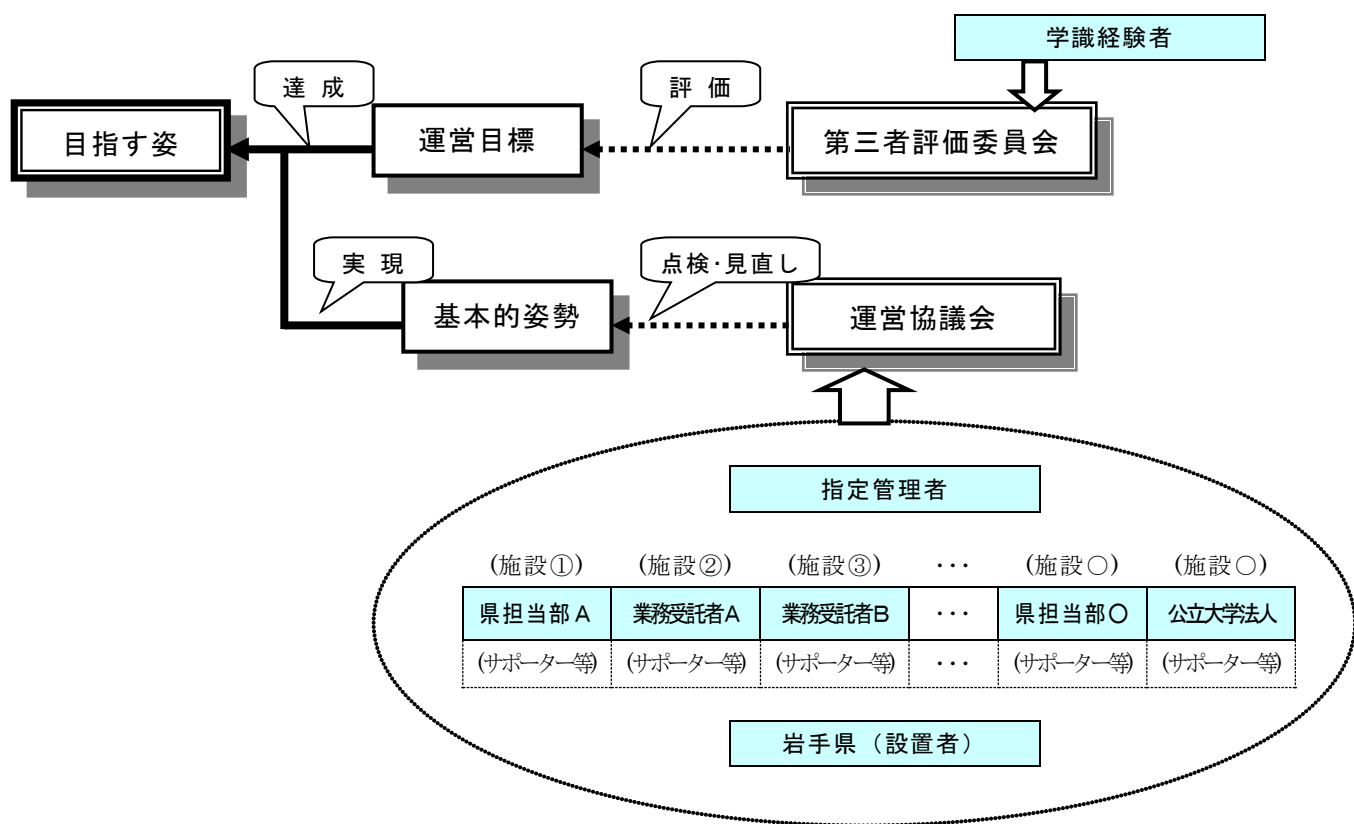 学識経験者
達 成
評 価
目指す姿
運営目標
第三者評価委員会
実 現
点検・見直し
基本的姿勢
運営協議会
指定管理者
(施設①) (施設②) (施設③) ・・・ (施設○) (施設○)
県担当部A 業務受託者A 業務受託者B ・・・ 県担当部○ 公立大学法人
(サポーター等) (サポーター等) (サポーター等) ・・・ (サポーター等) (サポーター等)
岩手県（設置者）